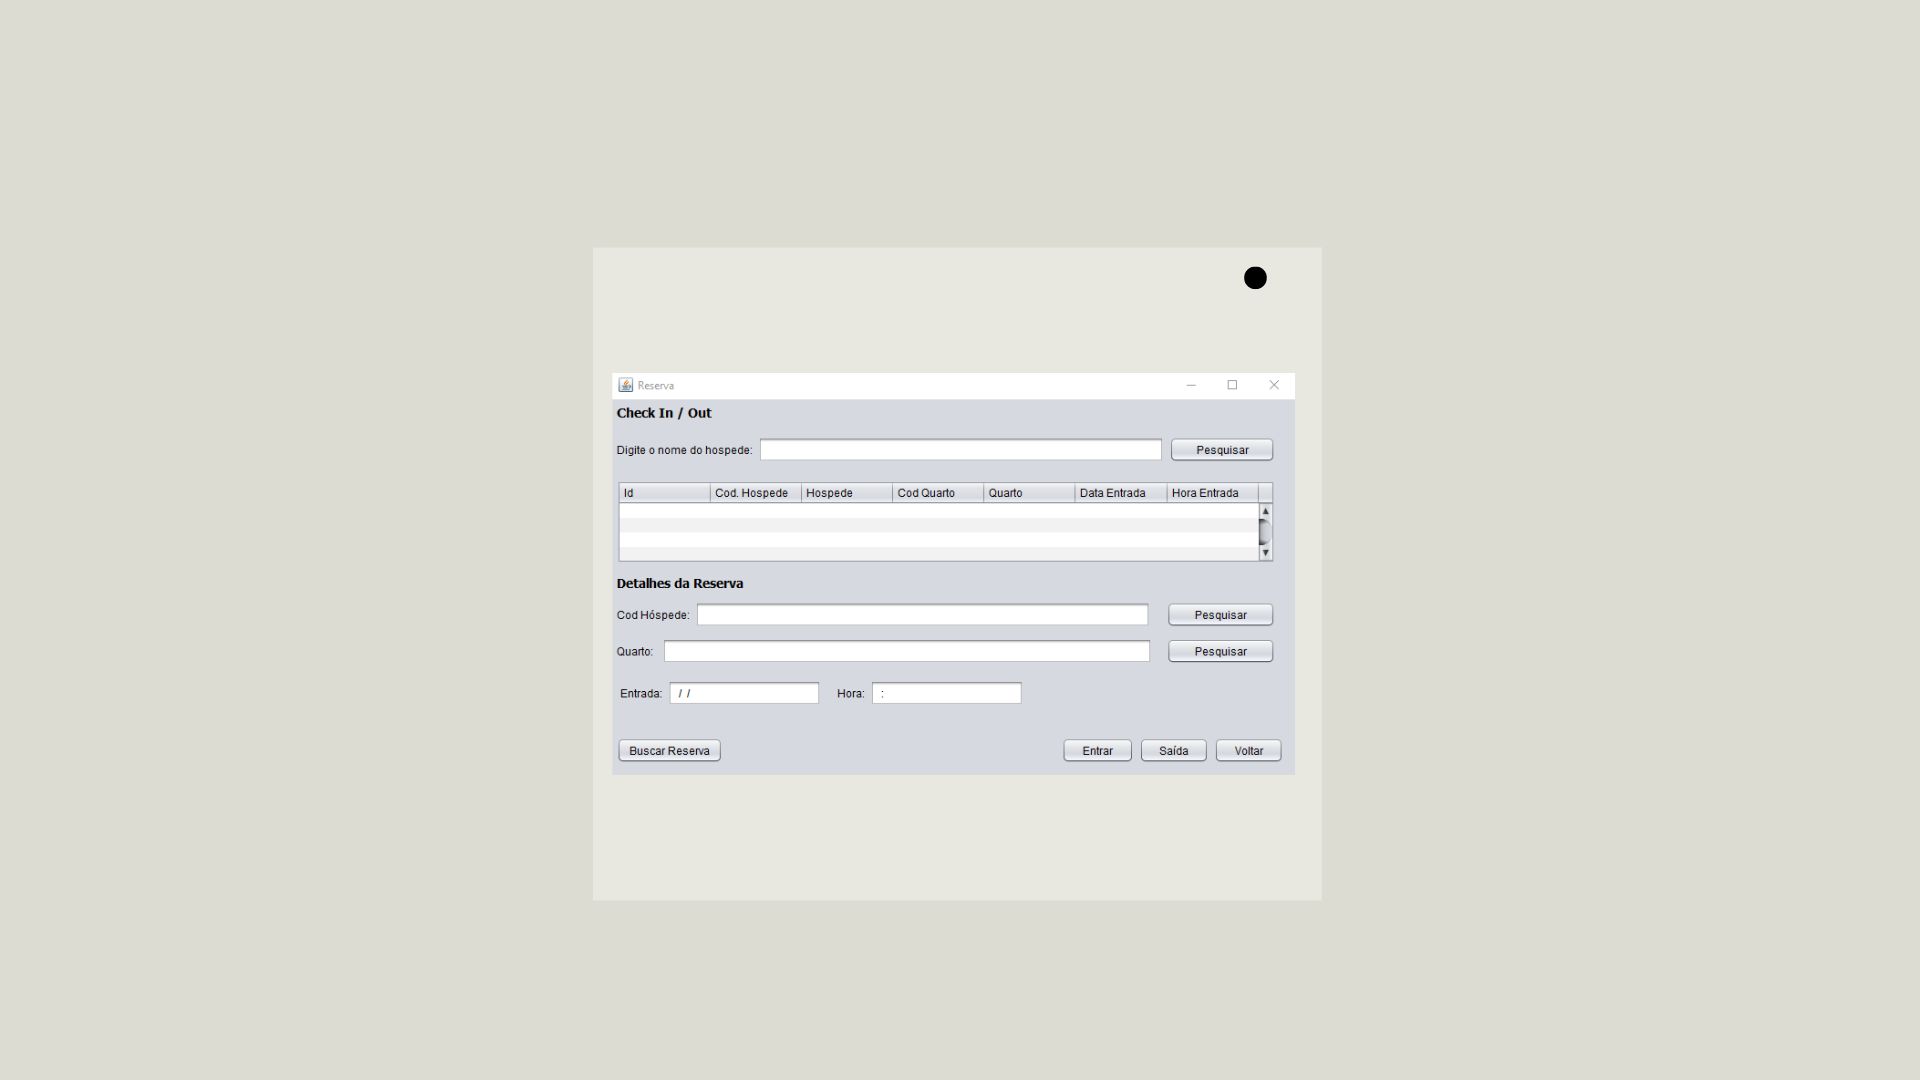 Reserva
Check In / Out
Digite o nome do hospede: Pesquisar
Id Cod. Hospede Hospede Cod Quarto Quarto Data Entrada Hora Entrada
Detalhes da Reserva
Cod Hóspede: Pesquisar
Quarto: Pesquisar
Entrada: / / Hora: :
Buscar Reserva Entrar Saída Voltar